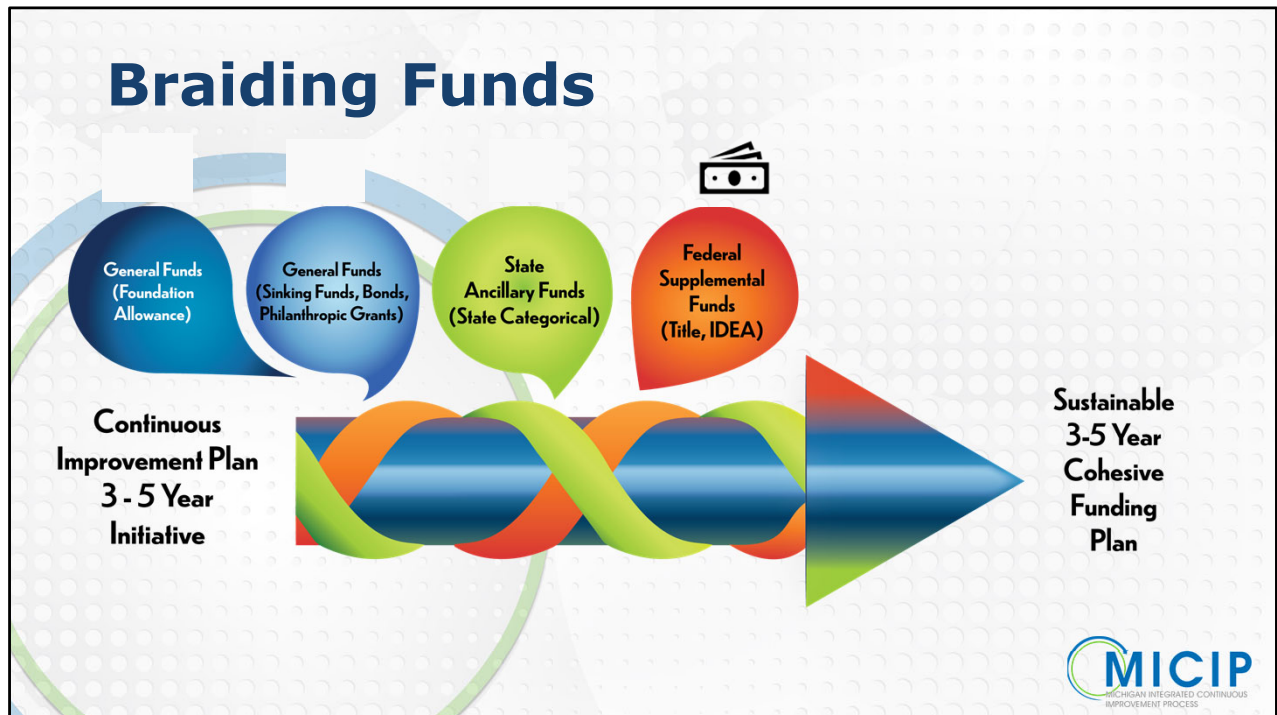 Braiding Funds
General Funds
(Foundation
Allowance)
General Funds
(Sinking Funds, Bonds,
Philanthropic Grants)
State
Ancillary Funds
(State Categorical)
Federal
Supplemental
Funds
(Title, IDEA)
Continuous
Improvement Plan
3 - 5 Year
Initiative
Sustainable
3-5 Year
Cohesive
Funding
Plan
MICIP
MICHIGAN INTEGRATED CONTINUOUS
IMPROVEMENT PROCESS